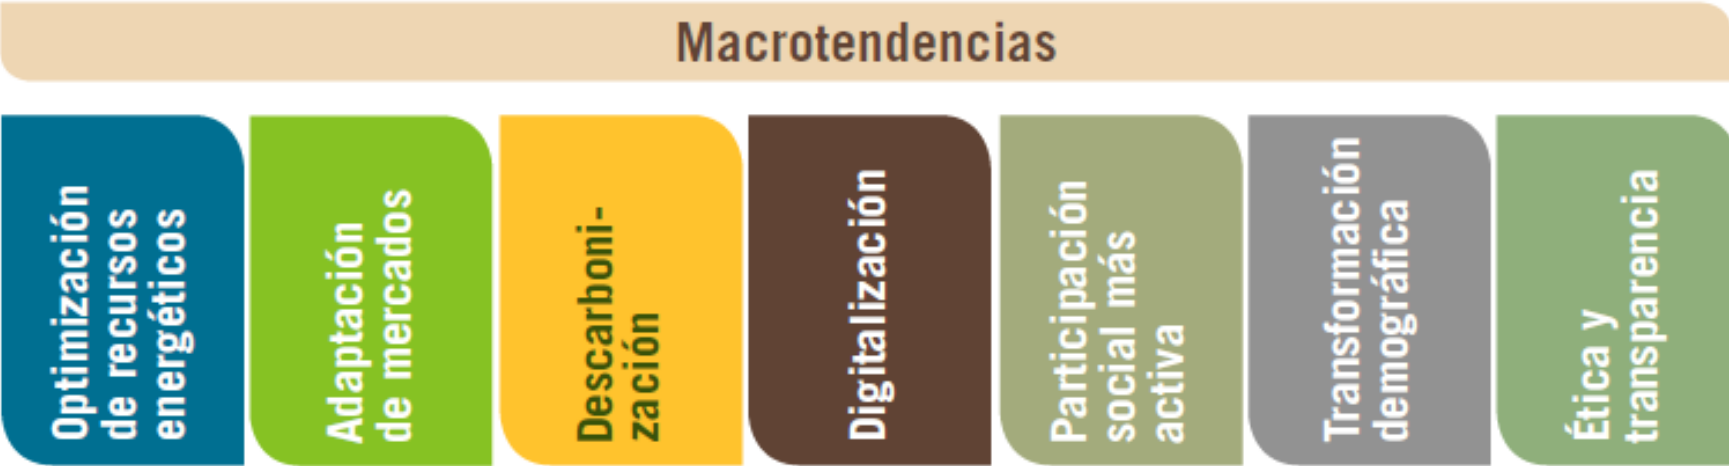 Macrotendencias
Optimización
de recursos
energéticos
Adaptación
de mercados
Descarboni-
zación
Digitalización
Participación
social más
activa
Transformación
demográfica
Ética y
transparencia